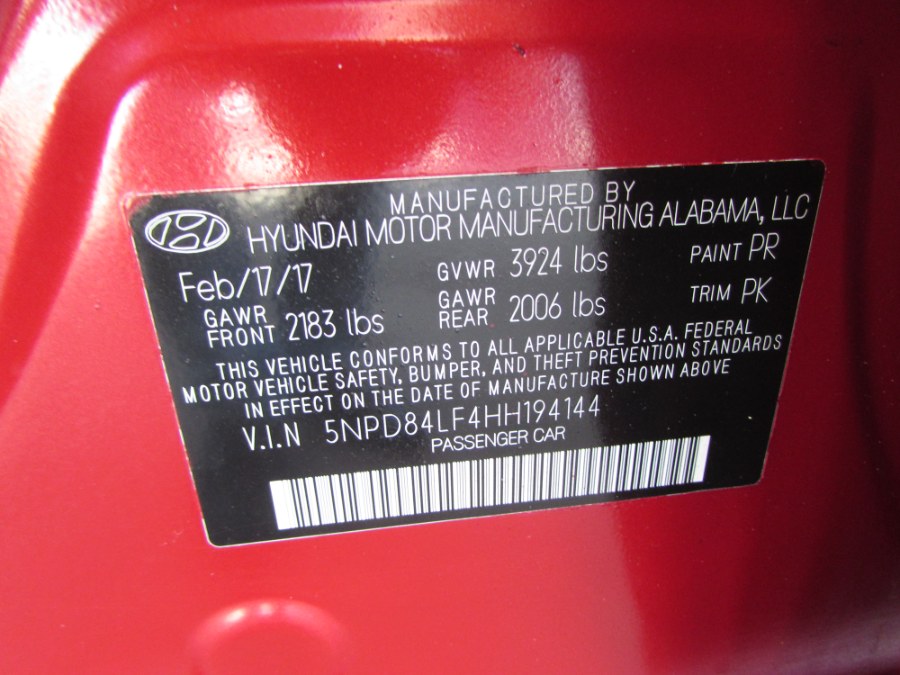 MANUFACTURED BY
HYUNDAI MOTOR MANUFACTURING ALABAMA, LLC
Feb/17/17 GVWR 3924 lbs PAINT PR
GAWR FRONT 2183 lbs GAWR REAR 2006 lbs TRIM PK
THIS VEHICLE CONFORMS TO ALL APPLICABLE U.S.A. FEDERAL
MOTOR VEHICLE SAFETY, BUMPER, AND THEFT PREVENTION STANDARDS
IN EFFECT ON THE DATE OF MANUFACTURE SHOWN ABOVE
V.I.N 5NPD84LF4HH194144
PASSENGER CAR